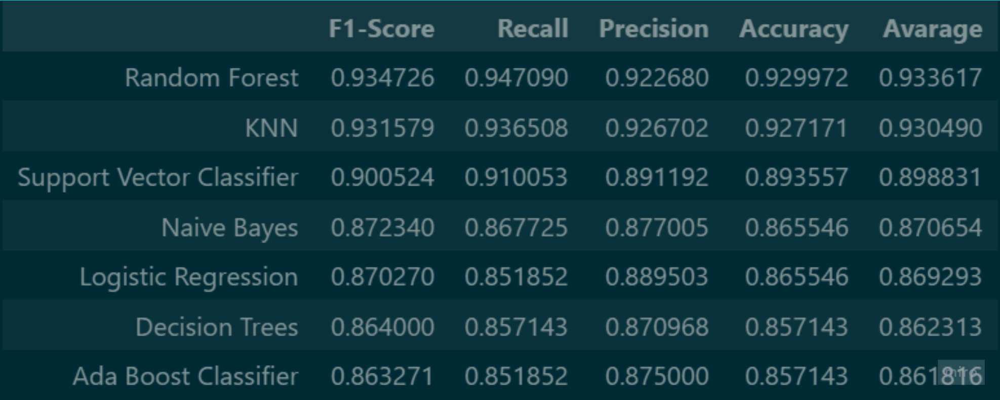 F1-Score Recall Precision Accuracy Avarage
Random Forest 0.934726 0.947090 0.922680 0.929972 0.933617
KNN 0.931579 0.936508 0.926702 0.927171 0.930490
Support Vector Classifier 0.900524 0.910053 0.891192 0.893557 0.898831
Naive Bayes 0.872340 0.867725 0.877005 0.865546 0.870654
Logistic Regression 0.870270 0.851852 0.889503 0.865546 0.869293
Decision Trees 0.864000 0.857143 0.870968 0.857143 0.862313
Ada Boost Classifier 0.863271 0.851852 0.875000 0.857143 0.861816
miro